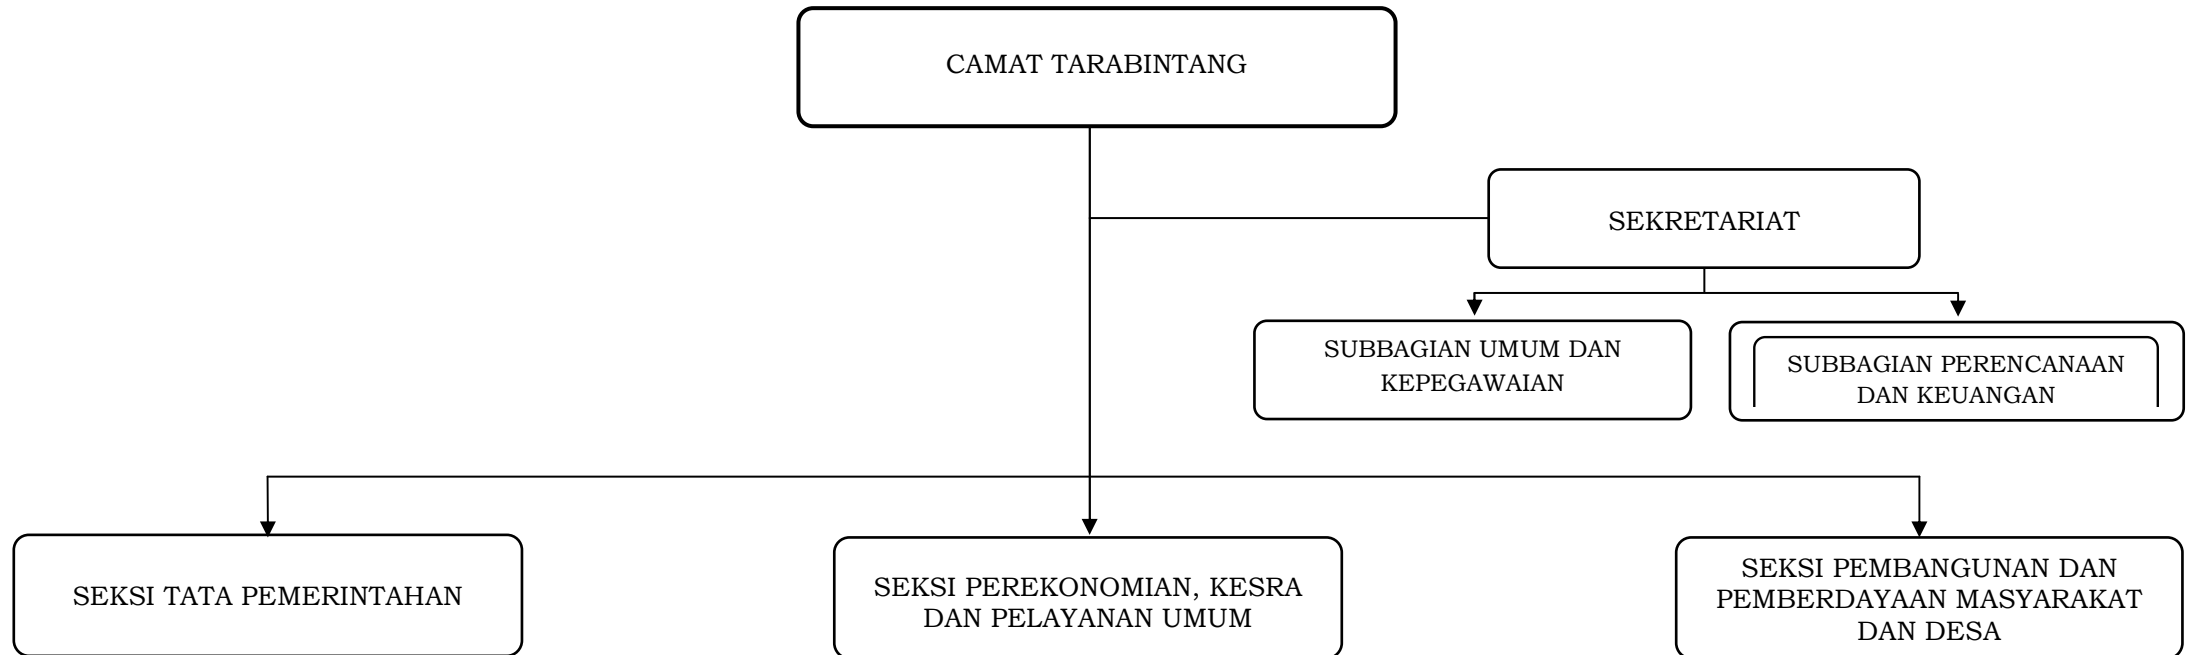 CAMAT TARABINTANG
SEKRETARIAT
SUBBAGIAN UMUM DAN
KEPEGAWAIAN
SUBBAGIAN PERENCANAAN
DAN KEUANGAN
SEKSI TATA PEMERINTAHAN
SEKSI PEREKONOMIAN, KESRA
DAN PELAYANAN UMUM
SEKSI PEMBANGUNAN DAN
PEMBERDAYAAN MASYARAKAT
DAN DESA